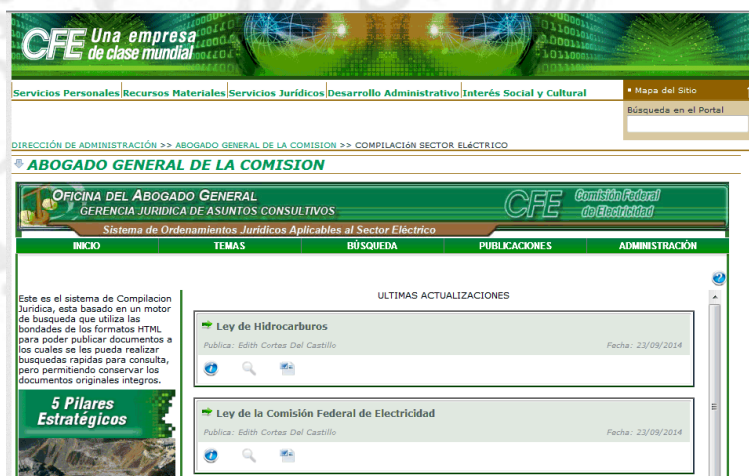 CFE Una empresa
de clase mundial
Servicios Personales Recursos Materiales Servicios Jurídicos Desarrollo Administrativo Interés Social y Cultural
Mapa del Sitio
Búsqueda en el Portal
DIRECCIÓN DE ADMINISTRACIÓN >> ABOGADO GENERAL DE LA COMISION >> COMPILACIóN SECTOR ELéCTRICO
ABOGADO GENERAL DE LA COMISION
OFICINA DEL ABOGADO GENERAL
GERENCIA JURIDICA DE ASUNTOS CONSULTIVOS
CFE Comisión Federal
de Electricidad
Sistema de Ordenamientos Jurídicos Aplicables al Sector Eléctrico
INICIO TEMAS BÚSQUEDA PUBLICACIONES ADMINISTRACIÓN
Este es el sistema de Compilacion
Juridica, esta basado en un motor
de busqueda que utiliza las
bondades de los formatos HTML
para poder publicar documentos a
los cuales se les pueda realizar
busquedas rapidas para consulta,
pero permitiendo conservar los
documentos originales integros.
5 Pilares
Estratégicos
ULTIMAS ACTUALIZACIONES
Ley de Hidrocarburos
Publica: Edith Cortes Del Castillo Fecha: 23/09/2014
Ley de la Comisión Federal de Electricidad
Publica: Edith Cortes Del Castillo Fecha: 23/09/2014